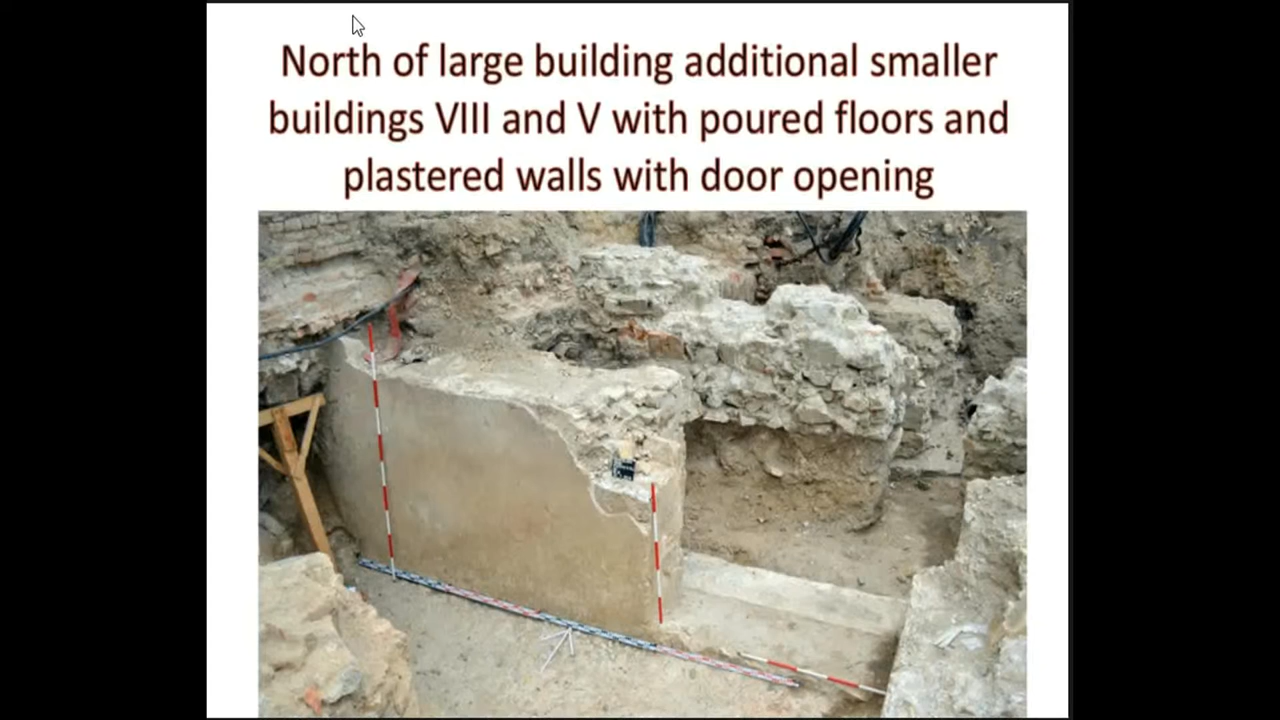 North of large building additional smaller
buildings VIII and V with poured floors and
plastered walls with door opening